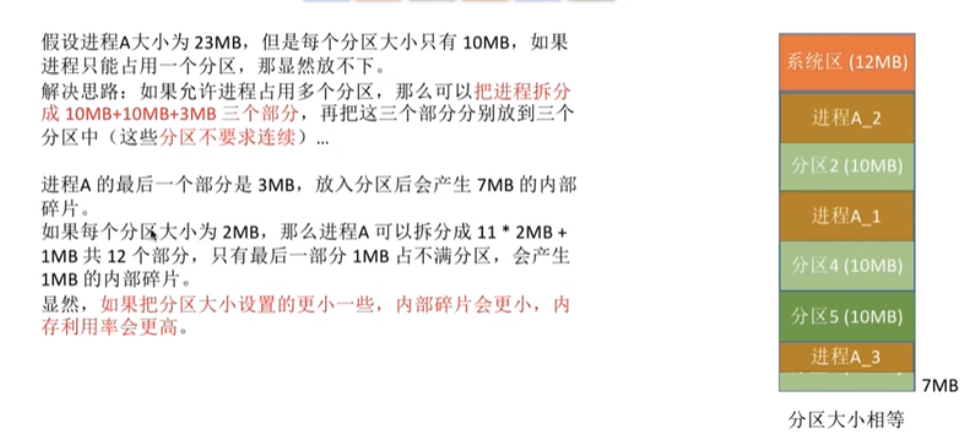 假设进程A大小为 23MB，但是每个分区大小只有 10MB，如果
进程只能占用一个分区，那显然放不下。
解决思路：如果允许进程占用多个分区，那么可以把进程拆分
成 10MB+10MB+3MB 三个部分，再把这三个部分分别放到三个
分区中（这些分区不要求连续）...
进程A 的最后一个部分是 3MB，放入分区后会产生 7MB 的内部
碎片。
如果每个分区大小为 2MB，那么进程A 可以拆分成 11 * 2MB +
1MB 共 12 个部分，只有最后一部分 1MB 占不满分区，会产生
1MB 的内部碎片。
显然，如果把分区大小设置的更小一些，内部碎片会更小，内
存利用率会更高。
系统区 (12MB)
进程A_2
分区2 (10MB)
进程A_1
分区4 (10MB)
分区5 (10MB)
进程A_3
7MB
分区大小相等